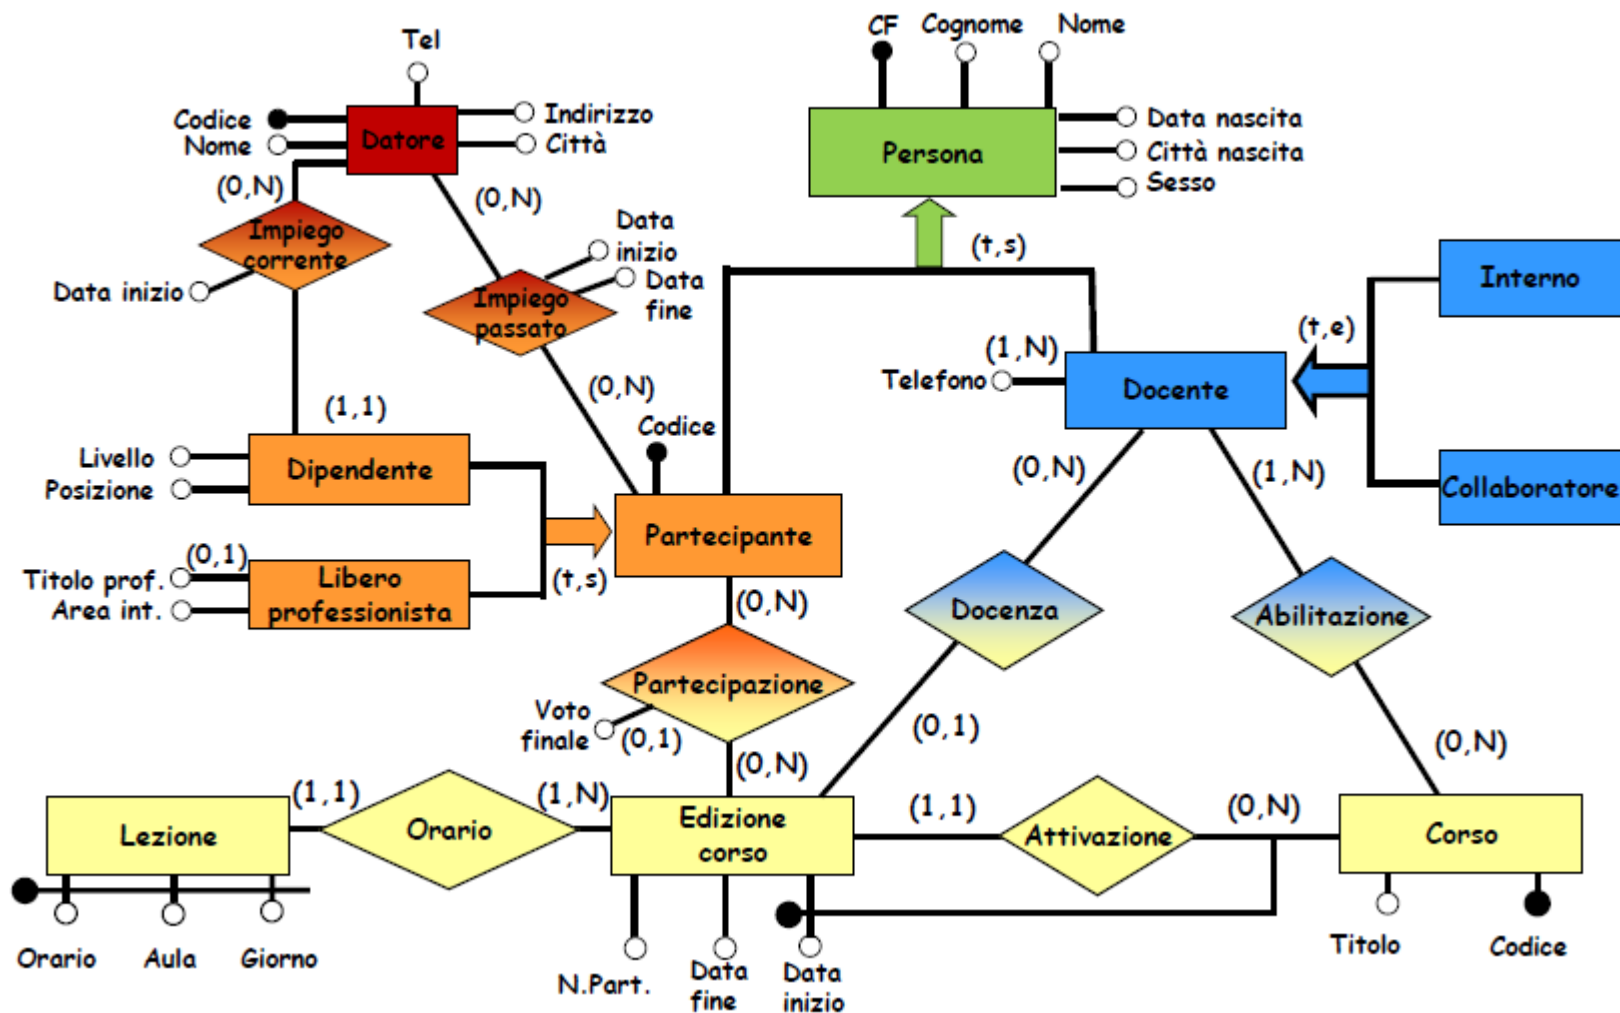 CF
Cognome
Nome
Tel
Codice
Nome
Datore
Indirizzo
Città
Persona
Data nascita
Città nascita
Sesso
(0,N)
(0,N)
Impiego
corrente
Data inizio
Data
inizio
Data
fine
Impiego
passato
(t,s)
Interno
(t,e)
(1,N)
Telefono
Docente
(1,1)
(0,N)
Codice
Livello
Posizione
Dipendente
(0,N)
(1,N)
Collaboratore
Partecipante
(0,1)
Titolo prof.
Area int.
Libero
professionista
(t,s)
(0,N)
Docenza
Abilitazione
Partecipazione
Voto
finale
(0,1)
(0,1)
(0,N)
(0,N)
(1,1)
(1,N)
(1,1)
(0,N)
Lezione
Orario
Edizione
corso
Attivazione
Corso
Orario
Aula
Giorno
N.Part.
Data
fine
Data
inizio
Titolo
Codice